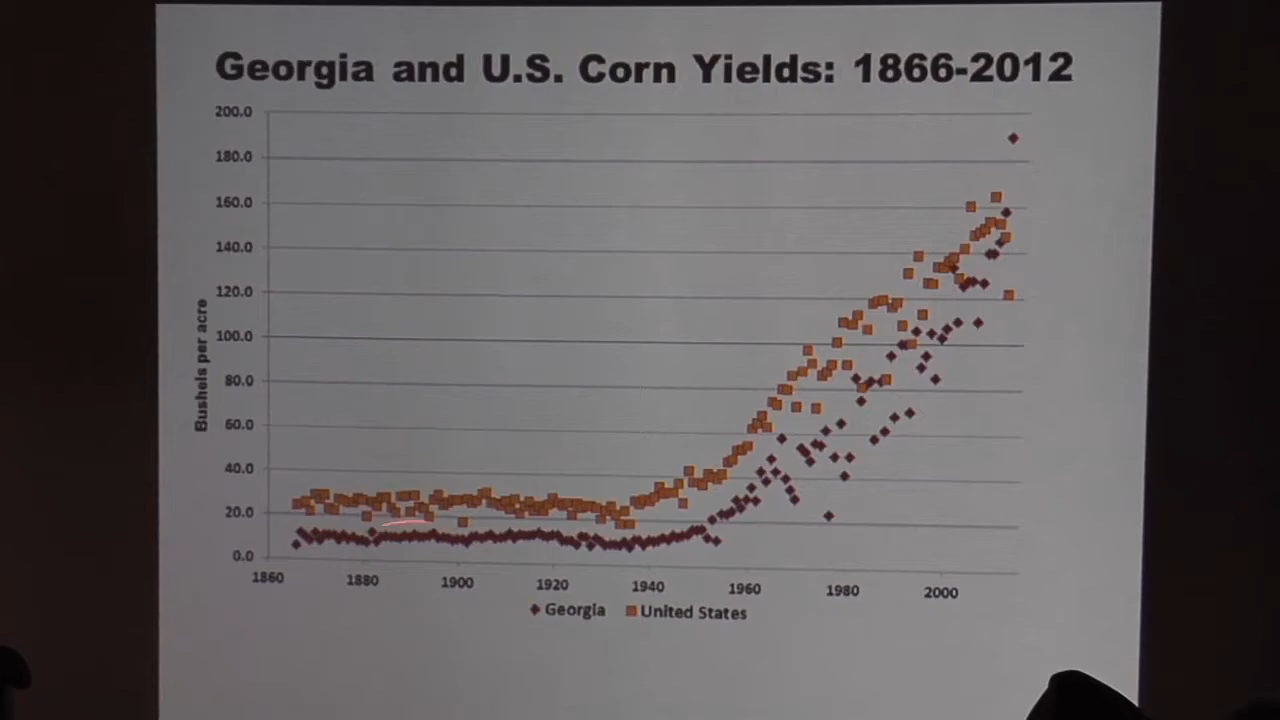 Georgia and U.S. Corn Yields: 1866-2012
200.0
180.0
160.0
140.0
120.0
100.0
80.0
60.0
40.0
20.0
0.0
Bushels per acre
1860 1880 1900 1920 1940 1960 1980 2000
Georgia United States